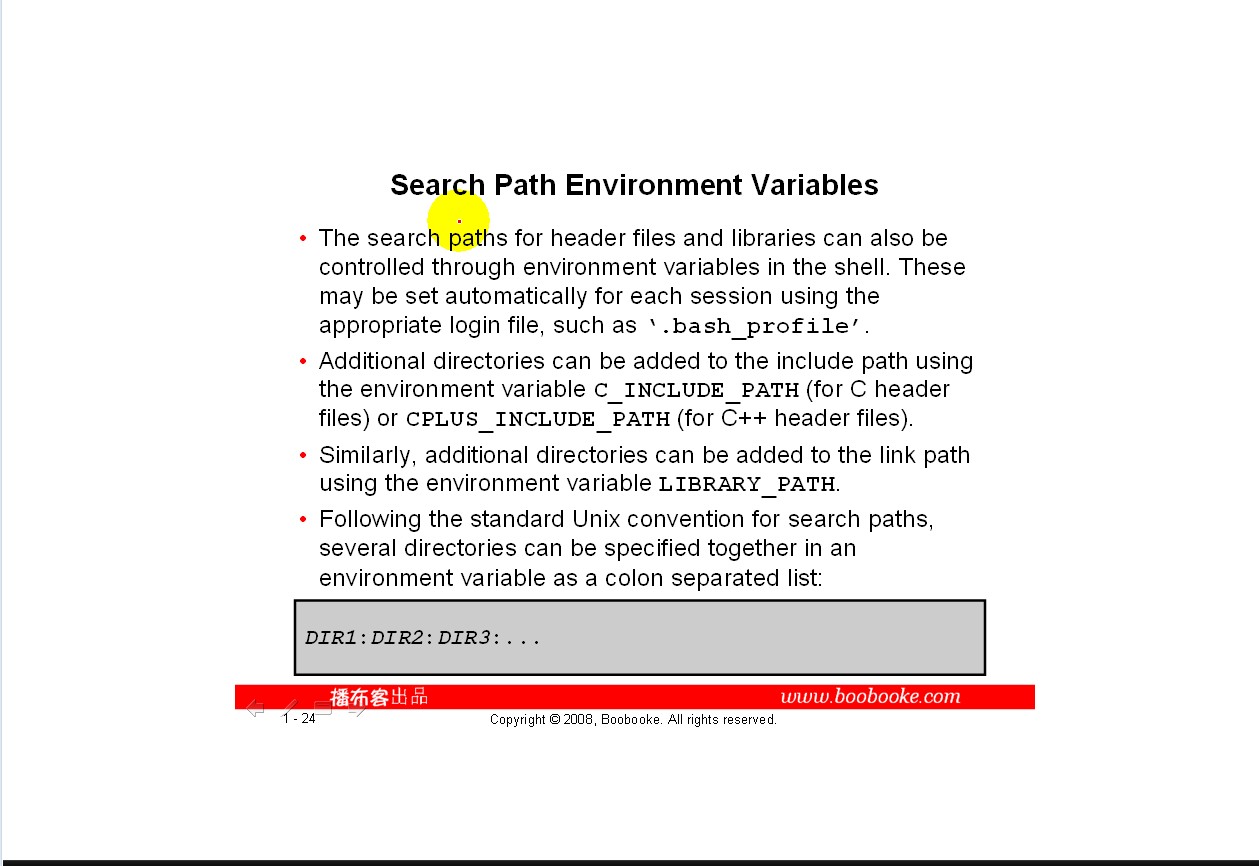 Search Path Environment Variables
• The search paths for header files and libraries can also be
controlled through environment variables in the shell. These
may be set automatically for each session using the
appropriate login file, such as ‘.bash_profile’.
• Additional directories can be added to the include path using
the environment variable C_INCLUDE_PATH (for C header
files) or CPLUS_INCLUDE_PATH (for C++ header files).
• Similarly, additional directories can be added to the link path
using the environment variable LIBRARY_PATH.
• Following the standard Unix convention for search paths,
several directories can be specified together in an
environment variable as a colon separated list:
DIR1:DIR2:DIR3:...
播布客出品 www.boobooke.com
1 - 24 Copyright © 2008, Boobooke. All rights reserved.